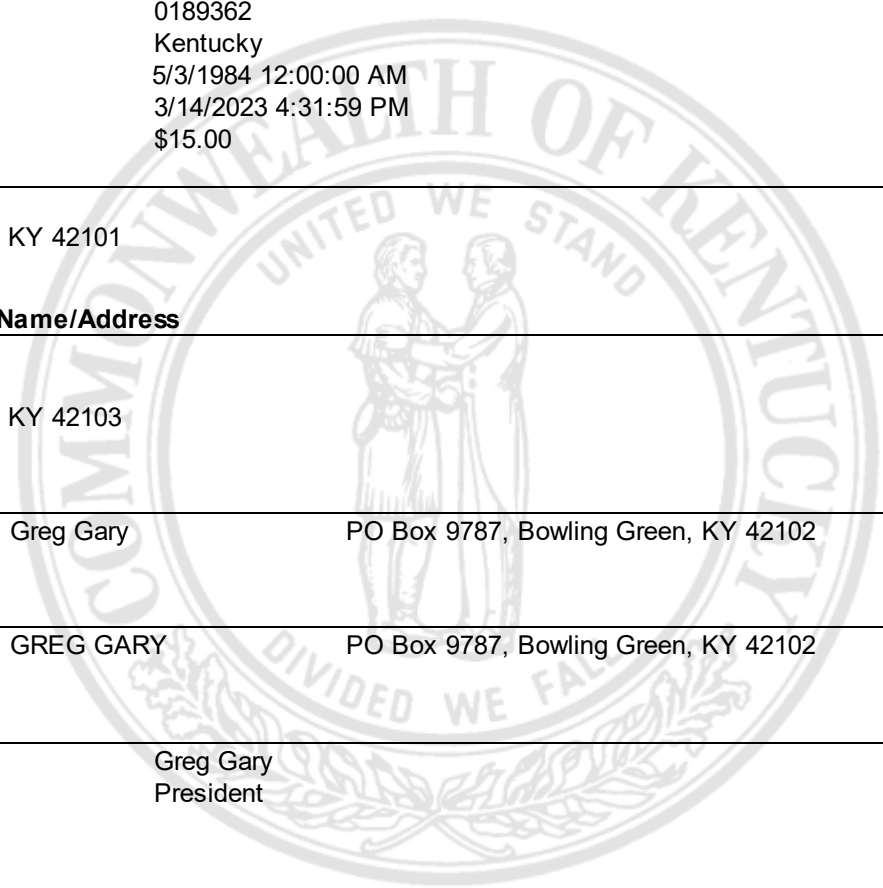 0189362
Kentucky
5/3/1984 12:00:00 AM
3/14/2023 4:31:59 PM
$15.00
KY 42101
Name/Address
KY 42103
Greg Gary PO Box 9787, Bowling Green, KY 42102
GREG GARY PO Box 9787, Bowling Green, KY 42102
Greg Gary
President
COMMONWEALTH OF KENTUCKY
UNITED WE STAND
DIVIDED WE FALL